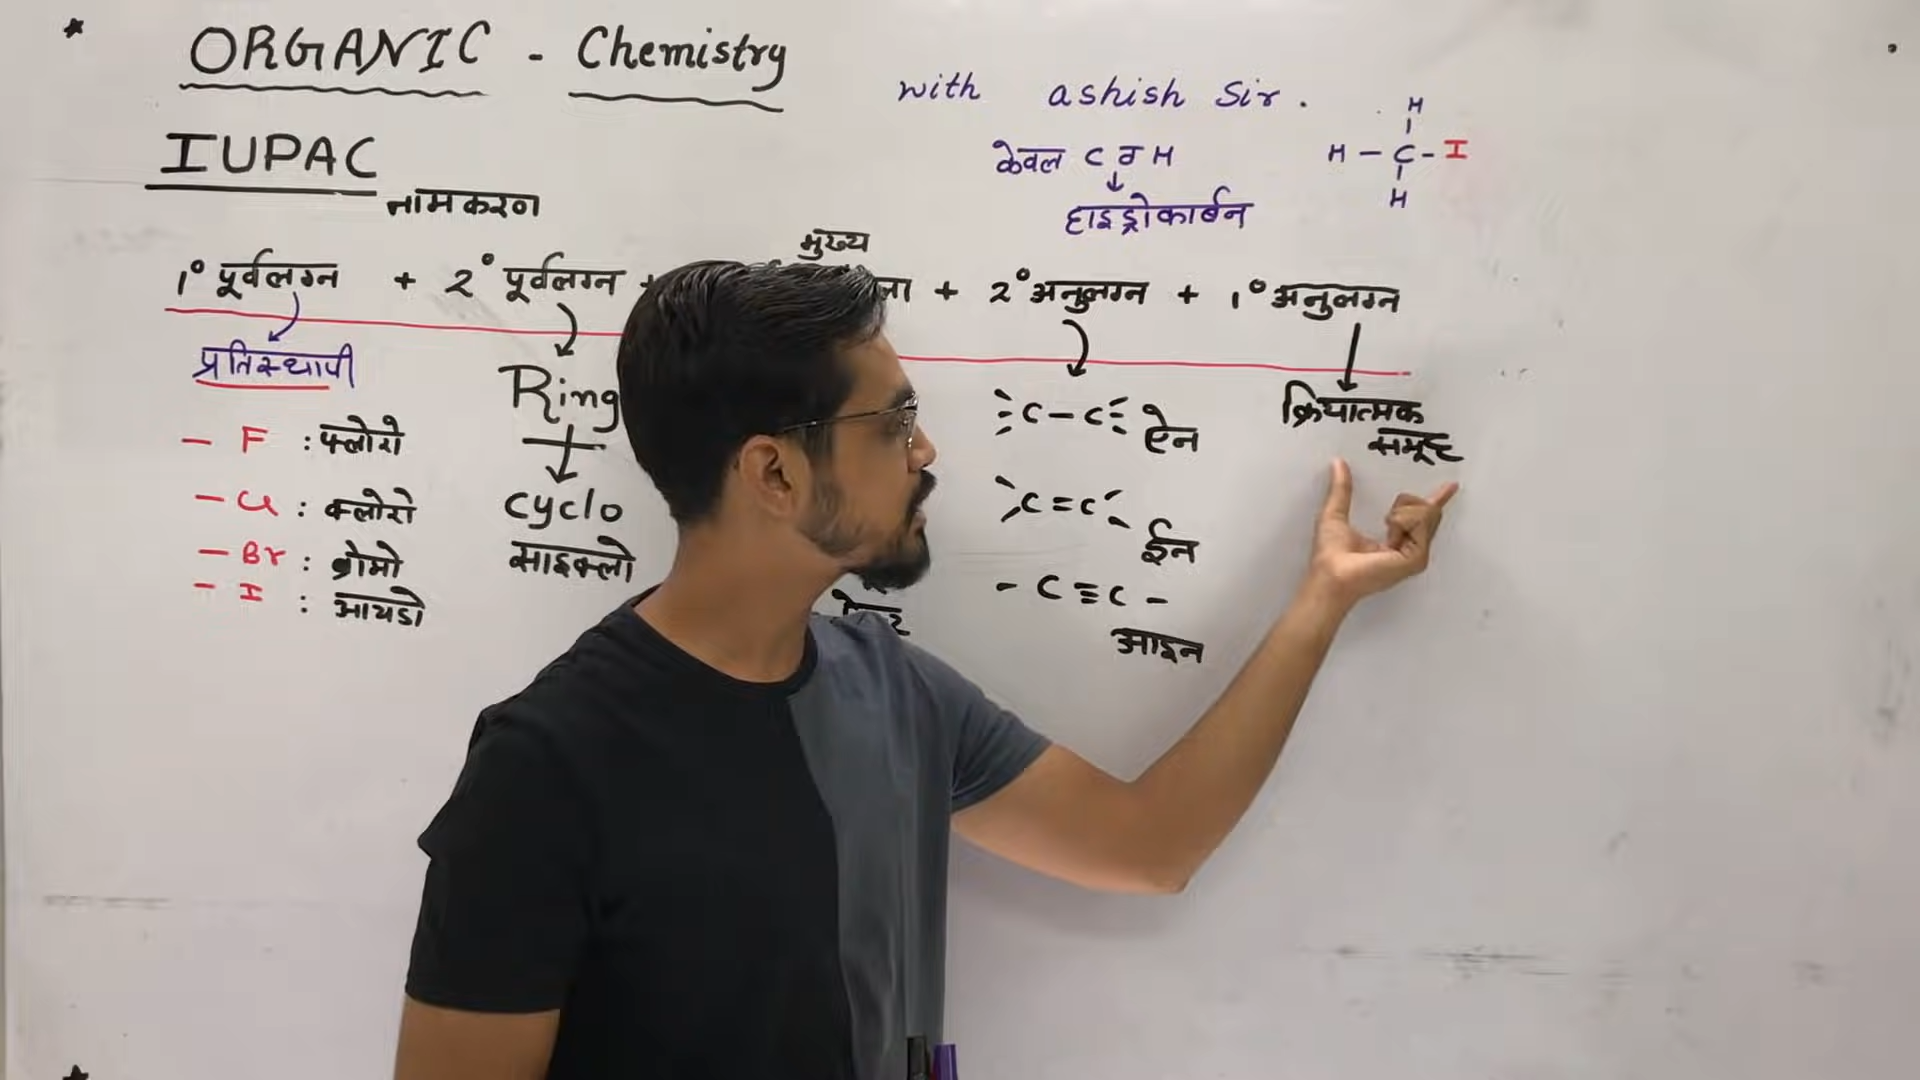 ORGANIC - Chemistry
with ashish Sir.
IUPAC
नामकरण
केवल C व H
↓
हाइड्रोकार्बन
H
H - C - I
H
मुख्य
1° पूर्वलग्न + 2° पूर्वलग्न + + 2° अनुलग्न + 1° अनुलग्न
प्रतिस्थापी
- F : फ्लोरो
- Cl : क्लोरो
- Br : ब्रोमो
- I : आयडो
Ring
cyclo
साइक्लो
C - C ऐन
C = C ईन
- C ≡ C -
आइन
क्रियात्मक
समूह